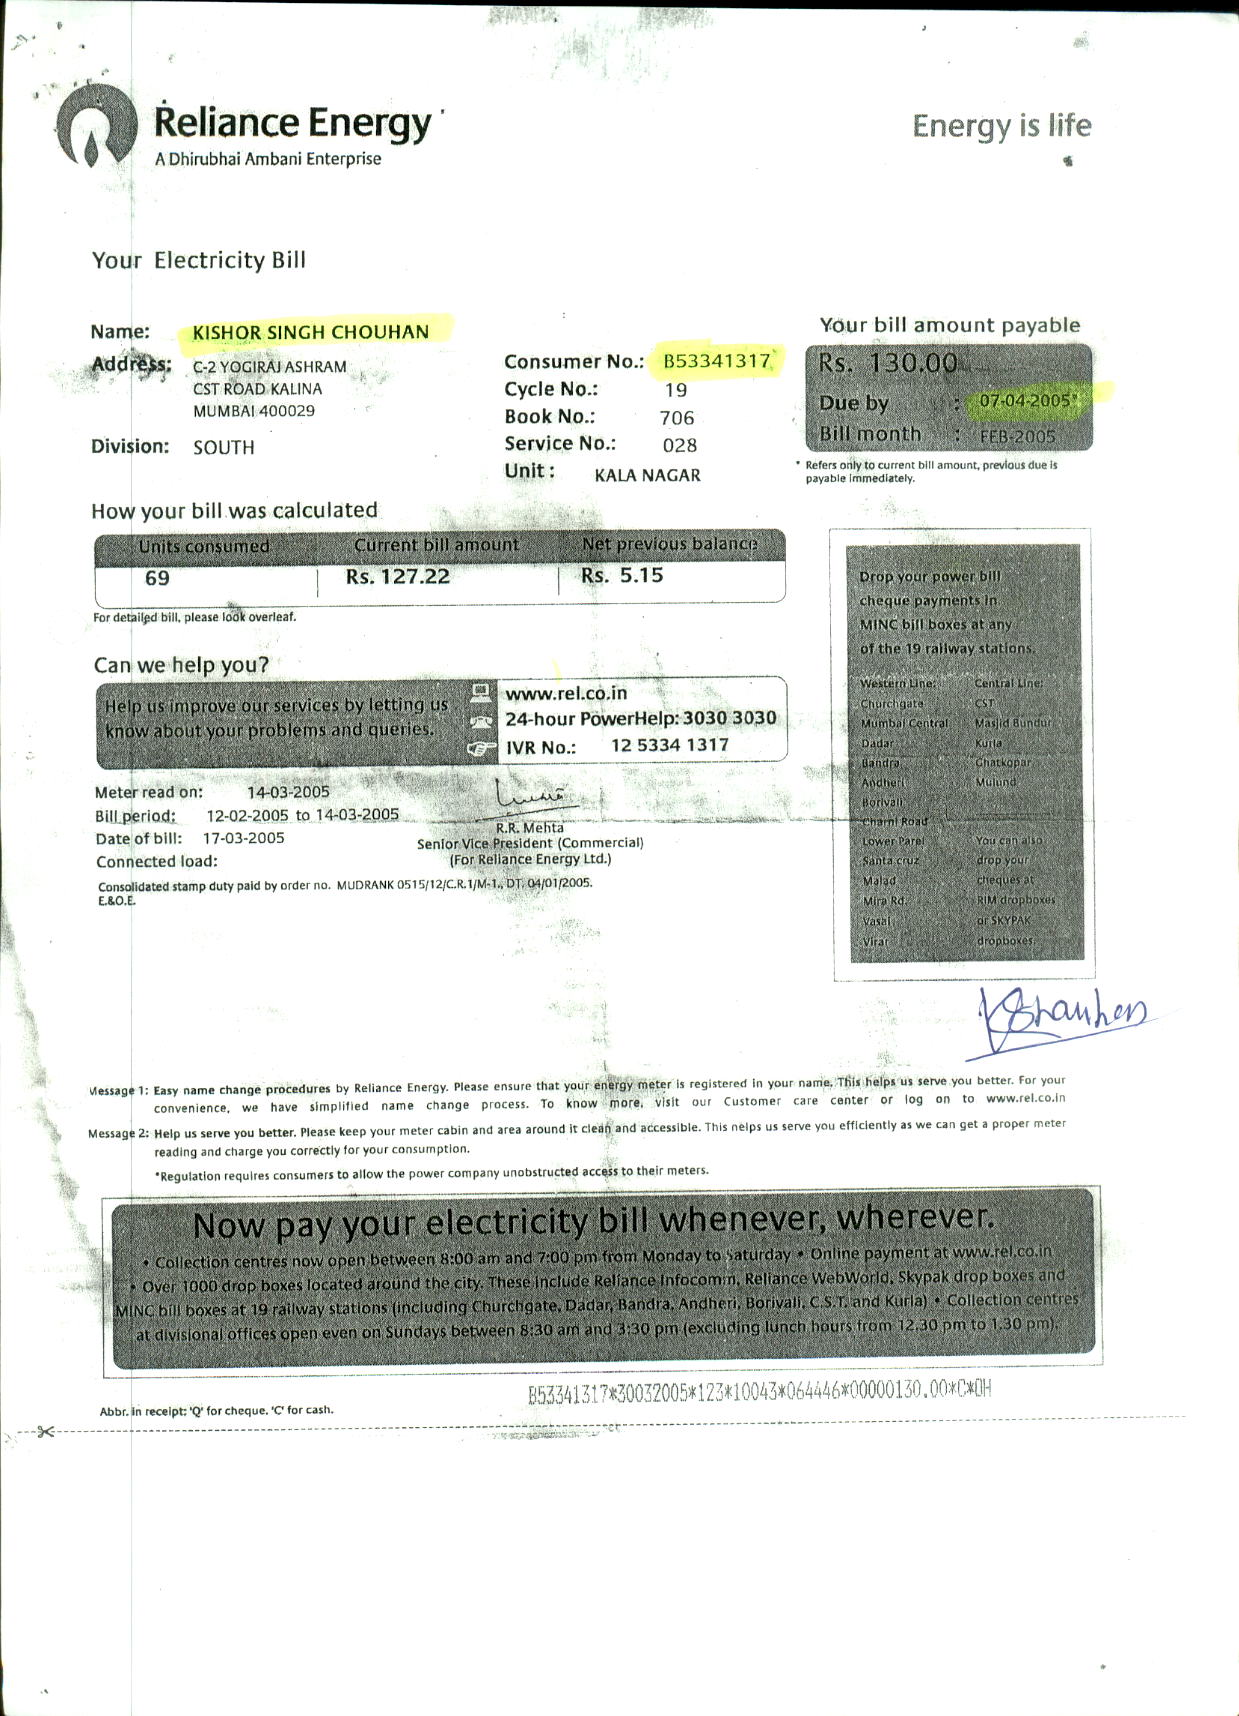 Reliance Energy
A Dhirubhai Ambani Enterprise
Energy is life
Your Electricity Bill
Name: KISHOR SINGH CHOUHAN
Address: C-2 YOGIRAJ ASHRAM
CST ROAD KALINA
MUMBAI 400029
Division: SOUTH
Consumer No.: B53341317
Cycle No.: 19
Book No.: 706
Service No.: 028
Unit : KALA NAGAR
Your bill amount payable
Rs. 130.00
Due by : 07-04-2005*
Bill month : FEB-2005
* Refers only to current bill amount, previous due is
payable immediately.
How your bill was calculated
Units consumed Current bill amount Net previous balance
69 Rs. 127.22 Rs. 5.15
For detailed bill, please look overleaf.
Can we help you?
Help us improve our services by letting us
know about your problems and queries.
www.rel.co.in
24-hour PowerHelp: 3030 3030
IVR No.: 12 5334 1317
Meter read on: 14-03-2005
Bill period: 12-02-2005 to 14-03-2005
Date of bill: 17-03-2005
Connected load:
R.R. Mehta
Senior Vice President (Commercial)
(For Reliance Energy Ltd.)
Consolidated stamp duty paid by order no. MUDRANK 0515/12/C.R.1/M-1., DT. 04/01/2005.
E.&O.E.
Drop your power bill
cheque payments in
MINC bill boxes at any
of the 19 railway stations.
Western Line: Central Line:
Churchgate CST
Mumbai Central Masjid Bundur
Dadar Kurla
Bandra Ghatkopar
Andheri Mulund
Borivali
Charni Road
Lower Parel You can also
Santa cruz drop your
Malad cheques at
Mira Rd. RIM dropboxes
Vasai or SKYPAK
Virar dropboxes.
Message 1: Easy name change procedures by Reliance Energy. Please ensure that your energy meter is registered in your name. This helps us serve you better. For your
convenience, we have simplified name change process. To know more, visit our Customer care center or log on to www.rel.co.in
Message 2: Help us serve you better. Please keep your meter cabin and area around it clean and accessible. This helps us serve you efficiently as we can get a proper meter
reading and charge you correctly for your consumption.
*Regulation requires consumers to allow the power company unobstructed access to their meters.
Now pay your electricity bill whenever, wherever.
• Collection centres now open between 8:00 am and 7:00 pm from Monday to Saturday • Online payment at www.rel.co.in
• Over 1000 drop boxes located around the city. These include Reliance Infocomm, Reliance WebWorld, Skypak drop boxes and
MINC bill boxes at 19 railway stations (including Churchgate, Dadar, Bandra, Andheri, Borivali, C.S.T. and Kurla) • Collection centres
at divisional offices open even on Sundays between 8:30 am and 3:30 pm (excluding lunch hours from 12.30 pm to 1.30 pm).
B53341317*30032005*123*10043*064446*00000130.00*C*OH
Abbr. in receipt: 'Q' for cheque. 'C' for cash.